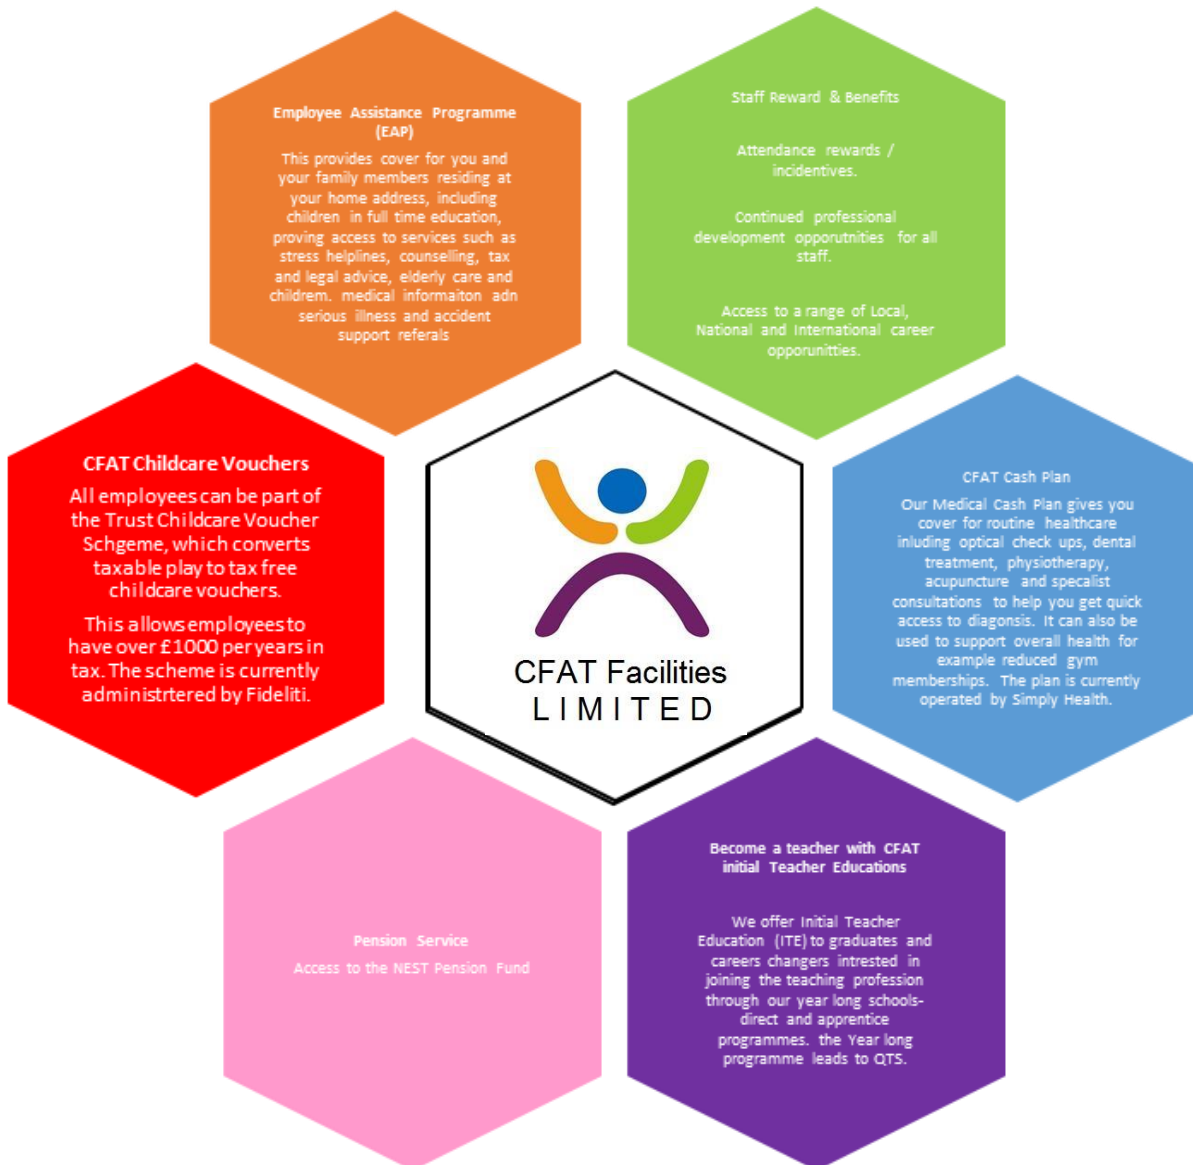 Employee Assistance Programme
(EAP)
This provides cover for you and
your family members residing at
your home address, including
children in full time education,
proving access to services such as
stress helplines, counselling, tax
and legal advice, elderly care and
childrem. medical informaiton adn
serious illness and accident
support referals
Staff Reward & Benefits
Attendance rewards /
incidentives.
Continued professional
development opporutnities for all
staff.
Access to a range of Local,
National and International career
opporunitties.
CFAT Childcare Vouchers
All employees can be part of
the Trust Childcare Voucher
Schgeme, which converts
taxable play to tax free
childcare vouchers.
This allows employees to
have over £1000 per years in
tax. The scheme is currently
administrtered by Fideliti.
CFAT Facilities
LIMITED
CFAT Cash Plan
Our Medical Cash Plan gives you
cover for routine healthcare
inluding optical check ups, dental
treatment, physiotherapy,
acupuncture and specalist
consultations to help you get quick
access to diagonsis. It can also be
used to support overall health for
example reduced gym
memberships. The plan is currently
operated by Simply Health.
Pension Service
Access to the NEST Pension Fund
Become a teacher with CFAT
initial Teacher Educations
We offer Initial Teacher
Education (ITE) to graduates and
careers changers intrested in
joining the teaching profession
through our year long schools-
direct and apprentice
programmes. the Year long
programme leads to QTS.